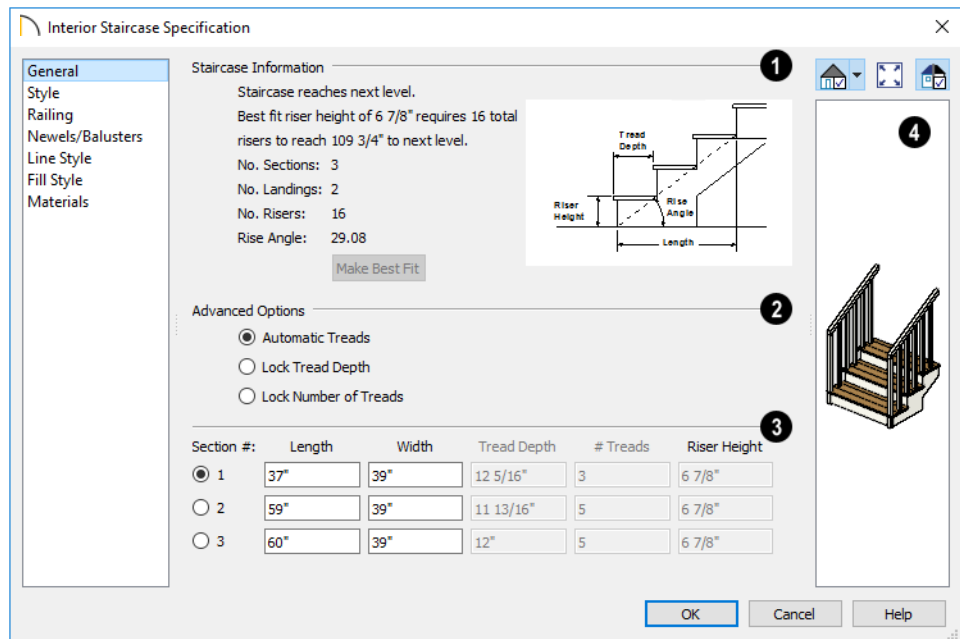 Interior Staircase Specification
General
Style
Railing
Newels/Balusters
Line Style
Fill Style
Materials
Staircase Information
1
Staircase reaches next level.
Best fit riser height of 6 7/8" requires 16 total
risers to reach 109 3/4" to next level.
No. Sections: 3
No. Landings: 2
No. Risers: 16
Rise Angle: 29.08
Make Best Fit
Tread
Depth
Riser
Height
Rise
Angle
Length
Advanced Options
2
Automatic Treads
Lock Tread Depth
Lock Number of Treads
3
Section #: Length Width Tread Depth # Treads Riser Height
1 37" 39" 12 5/16" 3 6 7/8"
2 59" 39" 11 13/16" 5 6 7/8"
3 60" 39" 12" 5 6 7/8"
4
OK Cancel Help